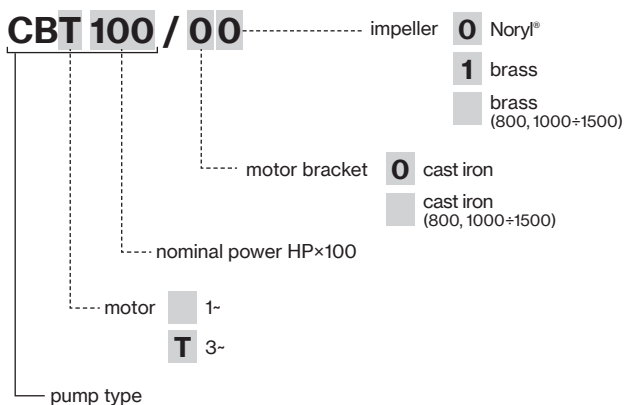 CBT 100 / 00
impeller 0 Noryl®
1 brass
brass
(800, 1000÷1500)
motor bracket 0 cast iron
cast iron
(800, 1000÷1500)
nominal power HP×100
motor 1~
T 3~
pump type